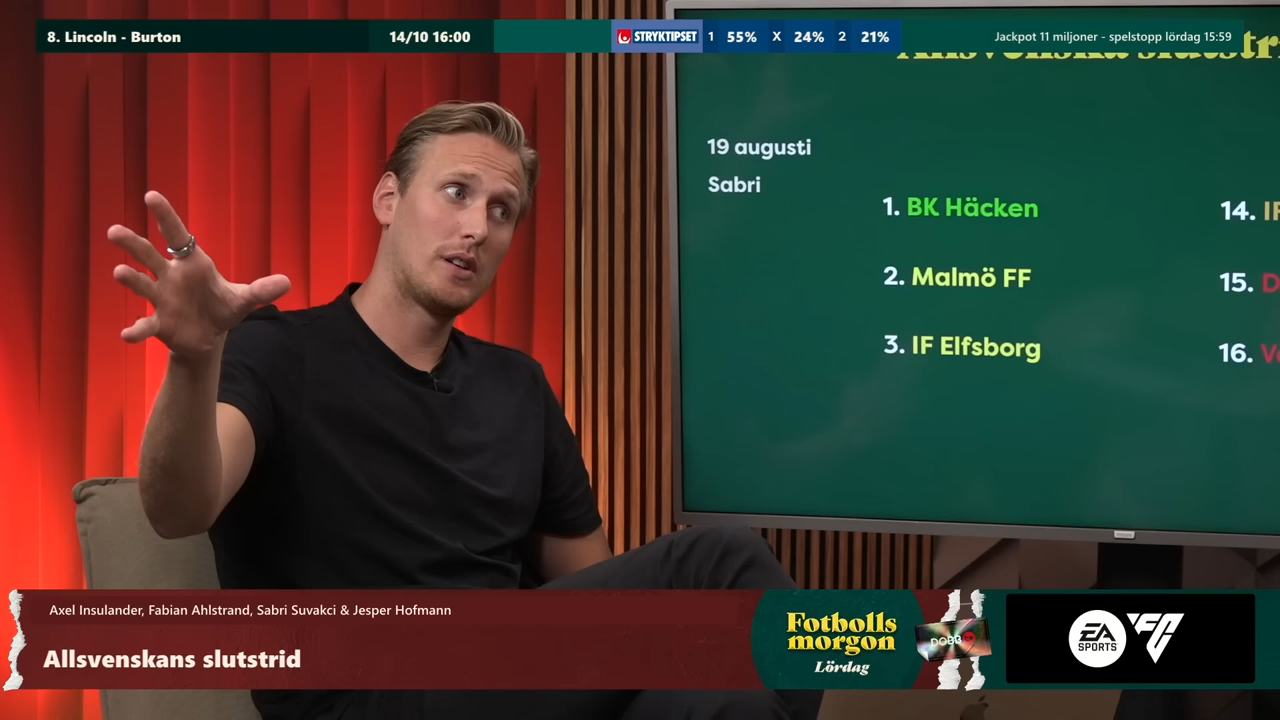 8. Lincoln - Burton
14/10 16:00
STRYKTIPSET
1 55% X 24% 2 21%
Jackpot 11 miljoner - spelstopp lördag 15:59
Allsvenska
19 augusti
Sabri
1. BK Häcken
2. Malmö FF
3. IF Elfsborg
14.
15.
16.
Axel Insulander, Fabian Ahlstrand, Sabri Suvakci & Jesper Hofmann
Allsvenskans slutstrid
Fotbolls
morgon
Lördag
DOBB
EA
SPORTS
FC